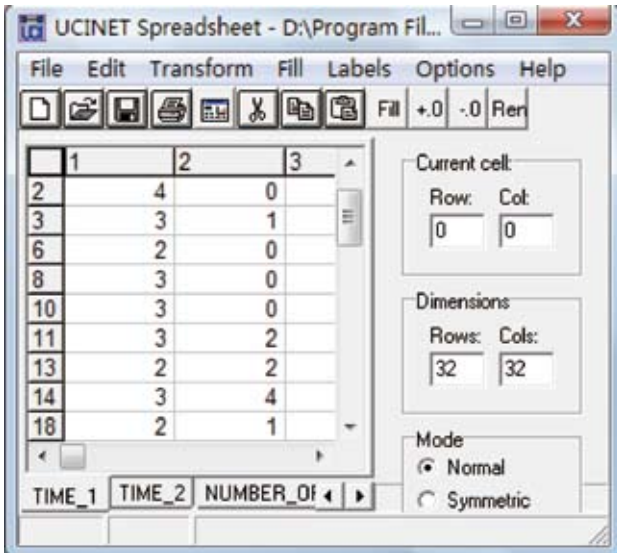 UCINET Spreadsheet - D:\Program Fil...
File Edit Transform Fill Labels Options Help
Fill +.0 -.0 Ren
1 2 3
2 4 0
3 3 1
6 2 0
8 3 0
10 3 0
11 3 2
13 2 2
14 3 4
18 2 1
TIME_1 TIME_2 NUMBER_OF
Current cell:
Row: Col:
0 0
Dimensions
Rows: Cols:
32 32
Mode
Normal
Symmetric